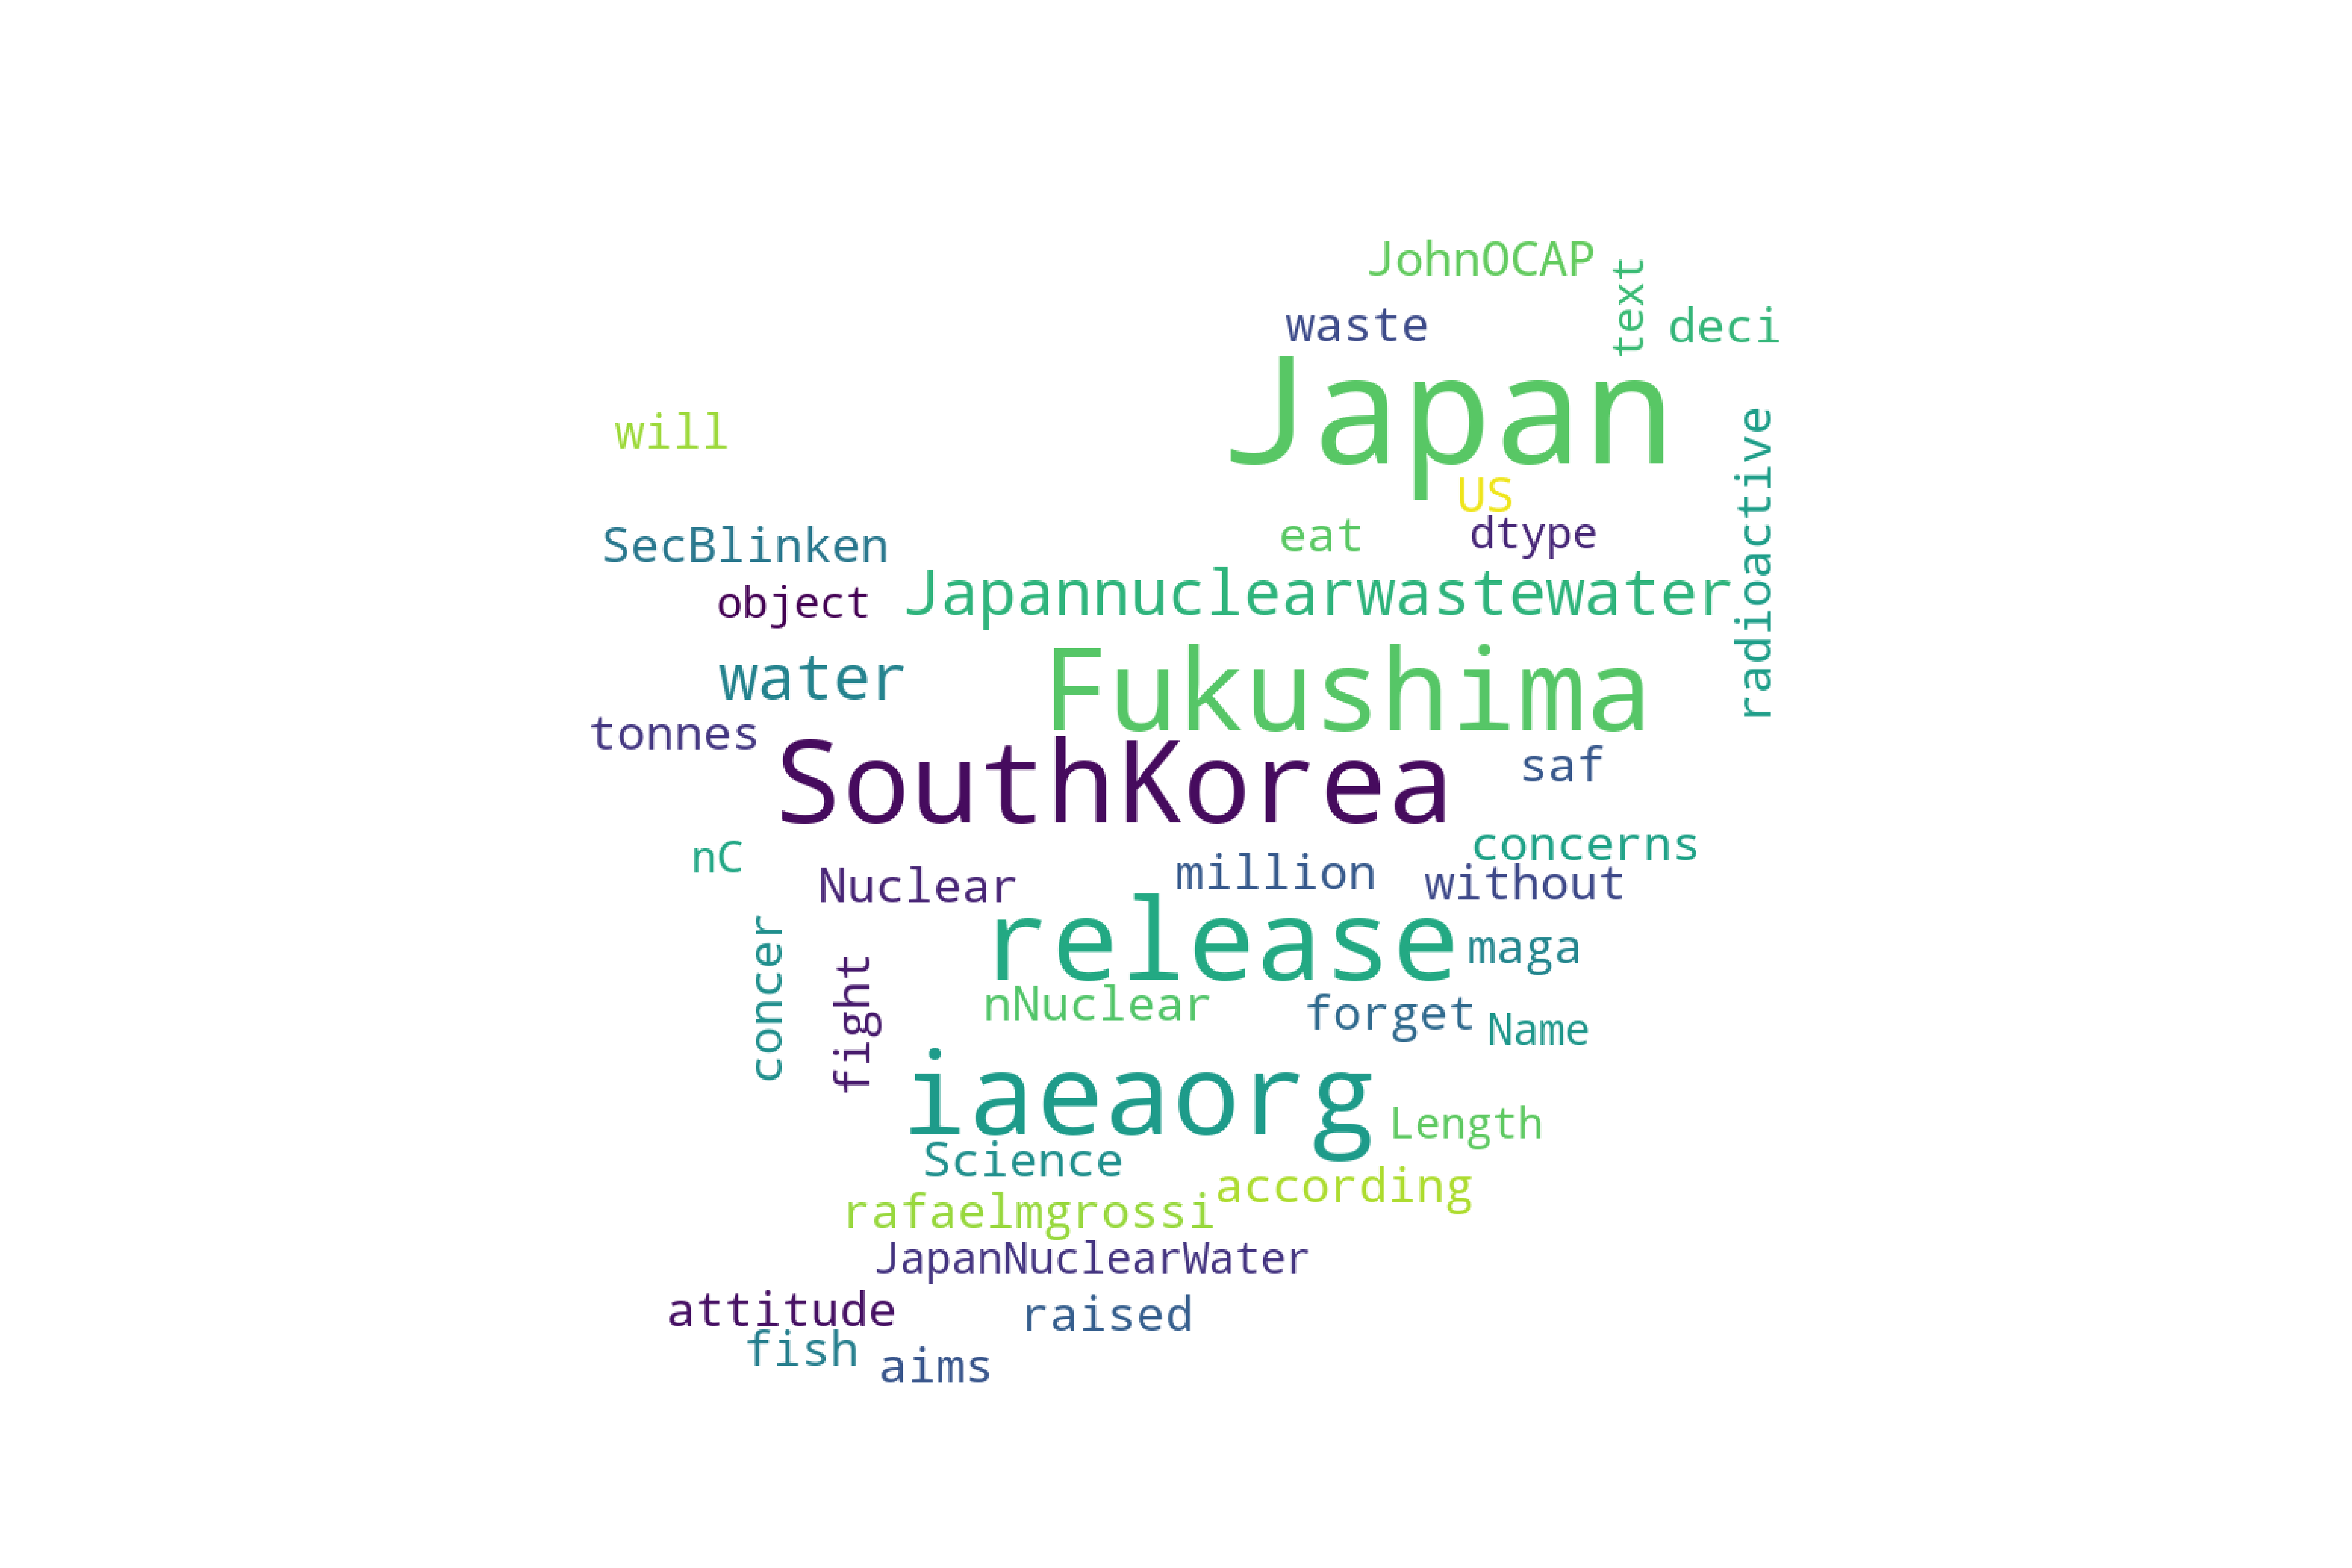 JohnOCAP
text
waste
deci
Japan
will
radioactive
US
eat
dtype
SecBlinken
Japannuclearwastewater
object
Fukushima
water
tonnes
SouthKorea
saf
concerns
nC
Nuclear
million
without
release
maga
concer
fight
nNuclear
forget
Name
iaeaorg
Length
Science
according
rafaelmgrossi
JapanNuclearWater
attitude
raised
fish
aims